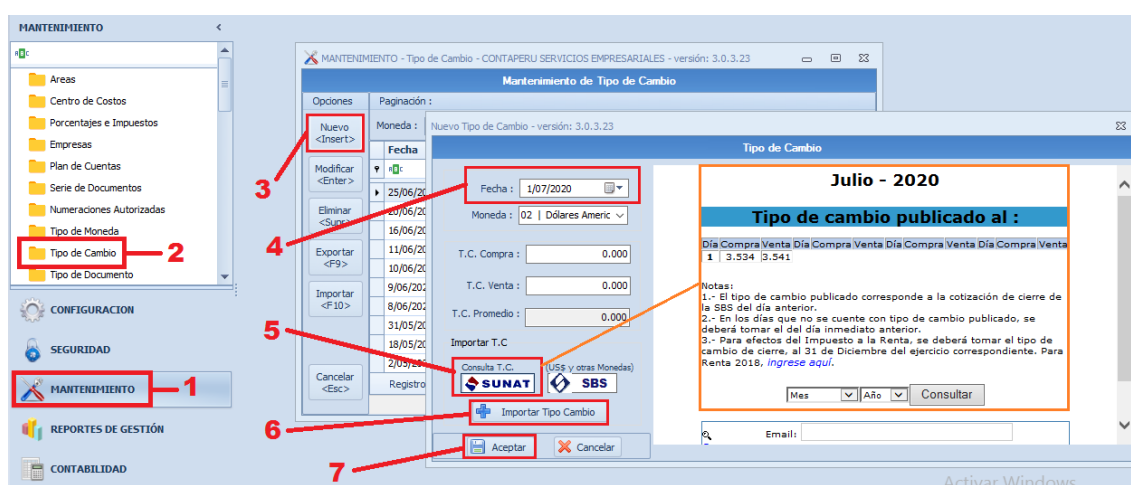 MANTENIMIENTO
Areas
Centro de Costos
Porcentajes e Impuestos
Empresas
Plan de Cuentas
Serie de Documentos
Numeraciones Autorizadas
Tipo de Moneda
Tipo de Cambio
2
Tipo de Documento
CONFIGURACION
SEGURIDAD
MANTENIMIENTO
1
REPORTES DE GESTIÓN
CONTABILIDAD
MANTENIMIENTO - Tipo de Cambio - CONTAPERU SERVICIOS EMPRESARIALES - versión: 3.0.3.23
Mantenimiento de Tipo de Cambio
Opciones
Paginación :
Nuevo
<Insert>
3
Modificar
<Enter>
Eliminar
<Supr>
4
Exportar
<F9>
Importar
<F10>
Cancelar
<Esc>
Moneda :
Fecha
25/06/20
20/06/20
16/06/20
11/06/20
10/06/20
9/06/202
8/06/202
31/05/20
18/05/20
2/05/202
Registro
Nuevo Tipo de Cambio - versión: 3.0.3.23
Tipo de Cambio
Fecha : 1/07/2020
Moneda : 02 | Dólares Americ
T.C. Compra : 0.000
T.C. Venta : 0.000
T.C. Promedio : 0.000
Importar T.C
5
Consulta T.C. (US$ y otras Monedas)
SUNAT SBS
6
Importar Tipo Cambio
7
Aceptar Cancelar
Julio - 2020
Tipo de cambio publicado al :
Día Compra Venta Día Compra Venta Día Compra Venta Día Compra Venta
1 3.534 3.541
Notas:
1.- El tipo de cambio publicado corresponde a la cotización de cierre de
la SBS del día anterior.
2.- En los días que no se cuente con tipo de cambio publicado, se
deberá tomar el del día inmediato anterior.
3.- Para efectos del Impuesto a la Renta, se deberá tomar el tipo de
cambio de cierre, al 31 de Diciembre del ejercicio correspondiente. Para
Renta 2018, ingrese aquí.
Mes Año Consultar
Email:
Activar Windows